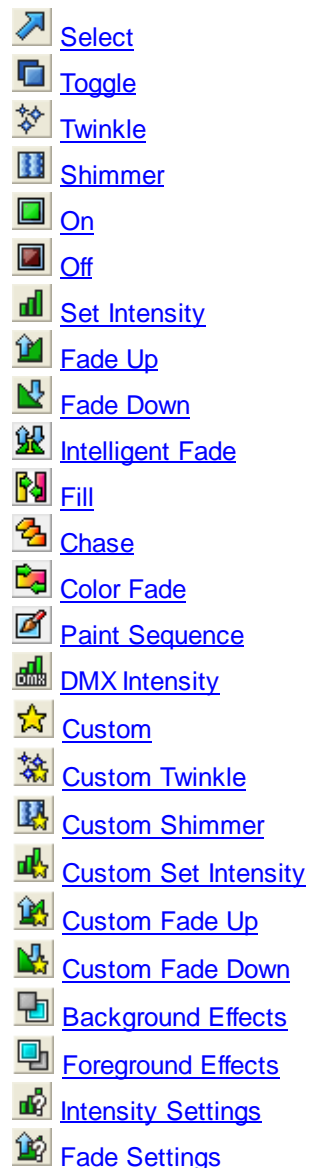 Select
Toggle
Twinkle
Shimmer
On
Off
Set Intensity
Fade Up
Fade Down
Intelligent Fade
Fill
Chase
Color Fade
Paint Sequence
DMX DMX Intensity
Custom
Custom Twinkle
Custom Shimmer
Custom Set Intensity
Custom Fade Up
Custom Fade Down
Background Effects
Foreground Effects
? Intensity Settings
? Fade Settings